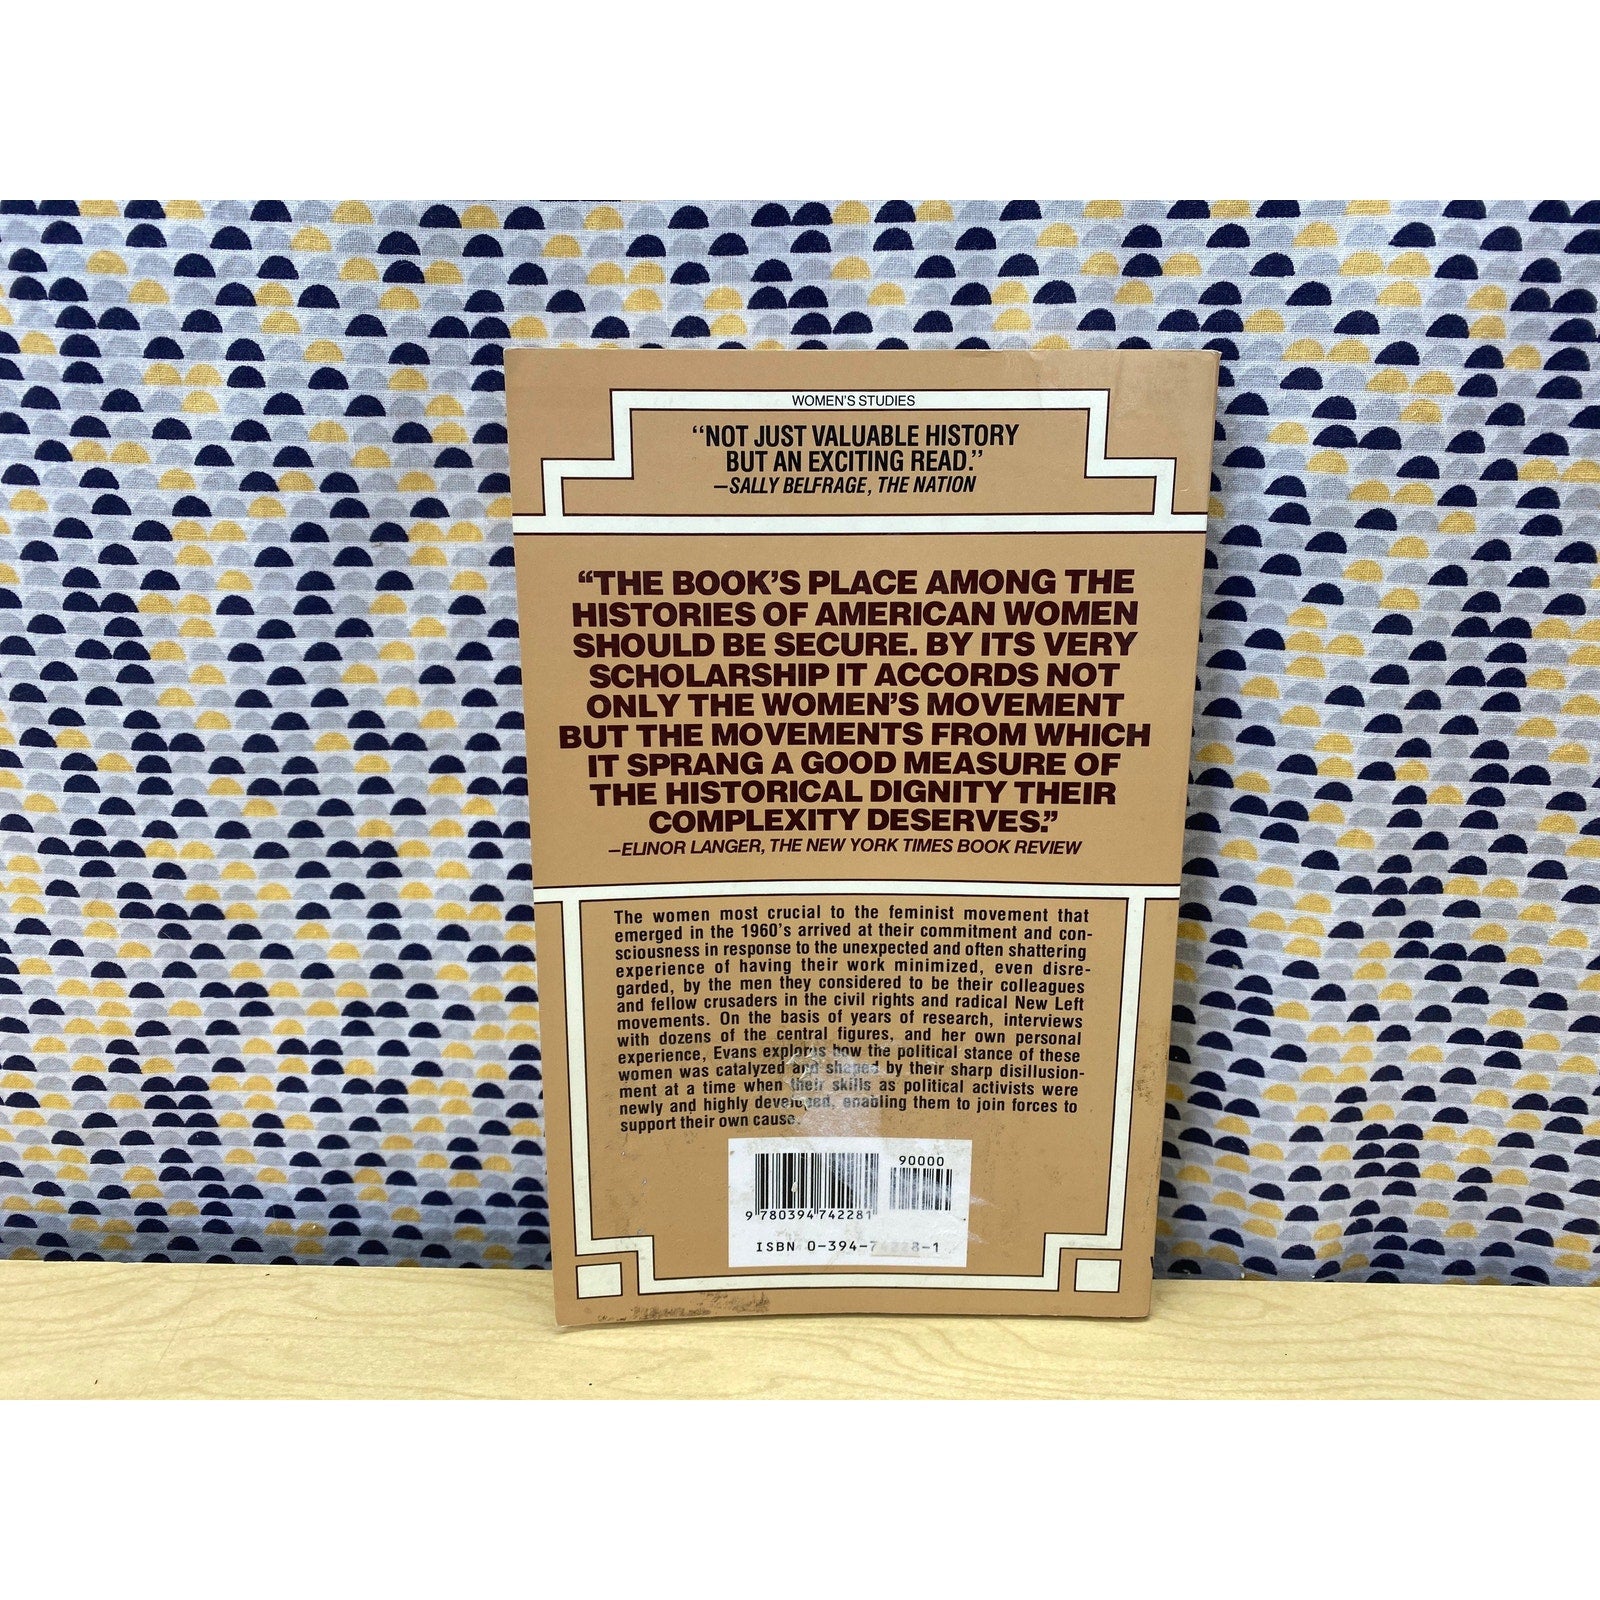 WOMEN'S STUDIES
“NOT JUST VALUABLE HISTORY
BUT AN EXCITING READ.”
—SALLY BELFRAGE, THE NATION
“THE BOOK'S PLACE AMONG THE
HISTORIES OF AMERICAN WOMEN
SHOULD BE SECURE. BY ITS VERY
SCHOLARSHIP IT ACCORDS NOT
ONLY THE WOMEN'S MOVEMENT
BUT THE MOVEMENTS FROM WHICH
IT SPRANG A GOOD MEASURE OF
THE HISTORICAL DIGNITY THEIR
COMPLEXITY DESERVES.”
—ELINOR LANGER, THE NEW YORK TIMES BOOK REVIEW
The women most crucial to the feminist movement that
emerged in the 1960's arrived at their commitment and con-
sciousness in response to the unexpected and often shattering
experience of having their work minimized, even disre-
garded, by the men they considered to be their colleagues
and fellow crusaders in the civil rights and radical New Left
movements. On the basis of years of research, interviews
with dozens of the central figures, and her own personal
experience, Evans explores how the political stance of these
women was catalyzed and shaped by their sharp disillusion-
ment at a time when their skills as political activists were
newly and highly developed, enabling them to join forces to
support their own cause.
90000
9 780394 742281
ISBN 0-394-74228-1